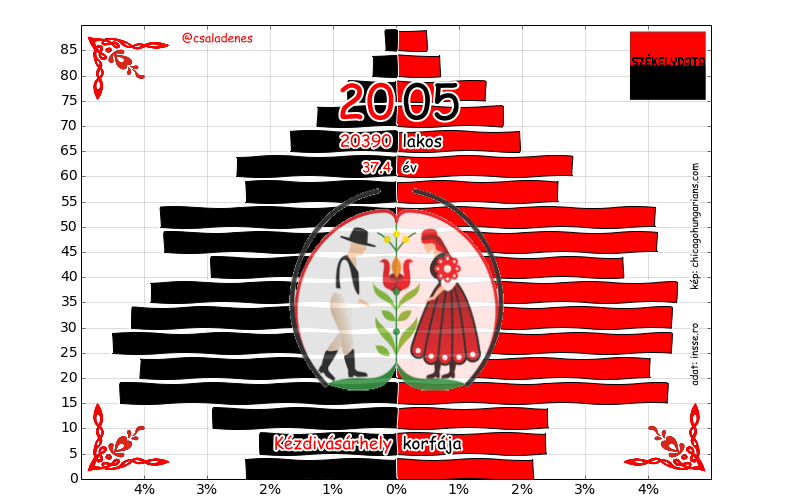 @csaladenes
SZÉKELYDATA
2005
20390 lakos
37.4 év
kép: chicagohungarians.com
adat: insse.ro
Kézdivásárhely korfája
85
80
75
70
65
60
55
50
45
40
35
30
25
20
15
10
5
0
4% 3% 2% 1% 0% 1% 2% 3% 4%